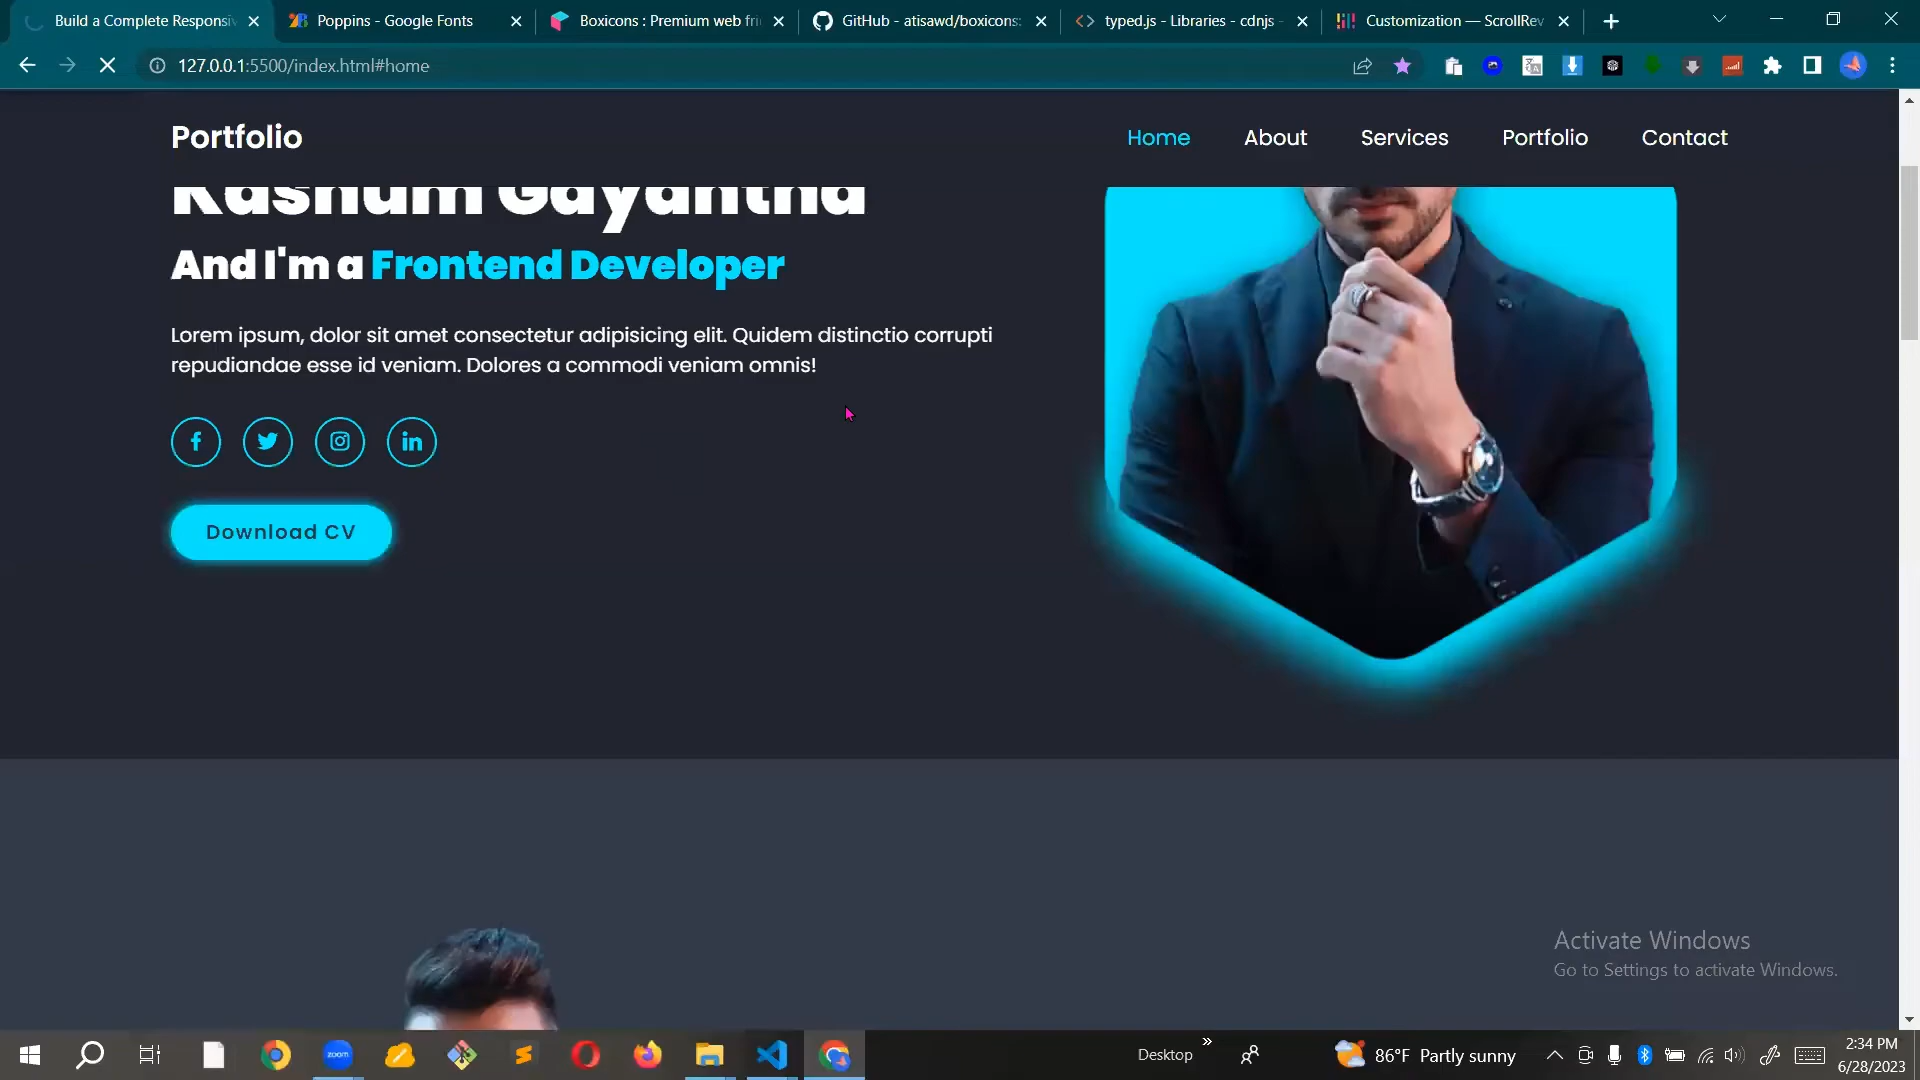 Build a Complete Responsiv
Poppins - Google Fonts
Boxicons : Premium web fri
GitHub - atisawd/boxicons:
typed.js - Libraries - cdnjs -
Customization — ScrollRev
127.0.0.1:5500/index.html#home
Portfolio
Home
About
Services
Portfolio
Contact
Kashum Gayantha
And I'm a Frontend Developer
Lorem ipsum, dolor sit amet consectetur adipisicing elit. Quidem distinctio corrupti
repudiandae esse id veniam. Dolores a commodi veniam omnis!
Download CV
Activate Windows
Go to Settings to activate Windows.
zoom
Desktop
86°F Partly sunny
2:34 PM
6/28/2023